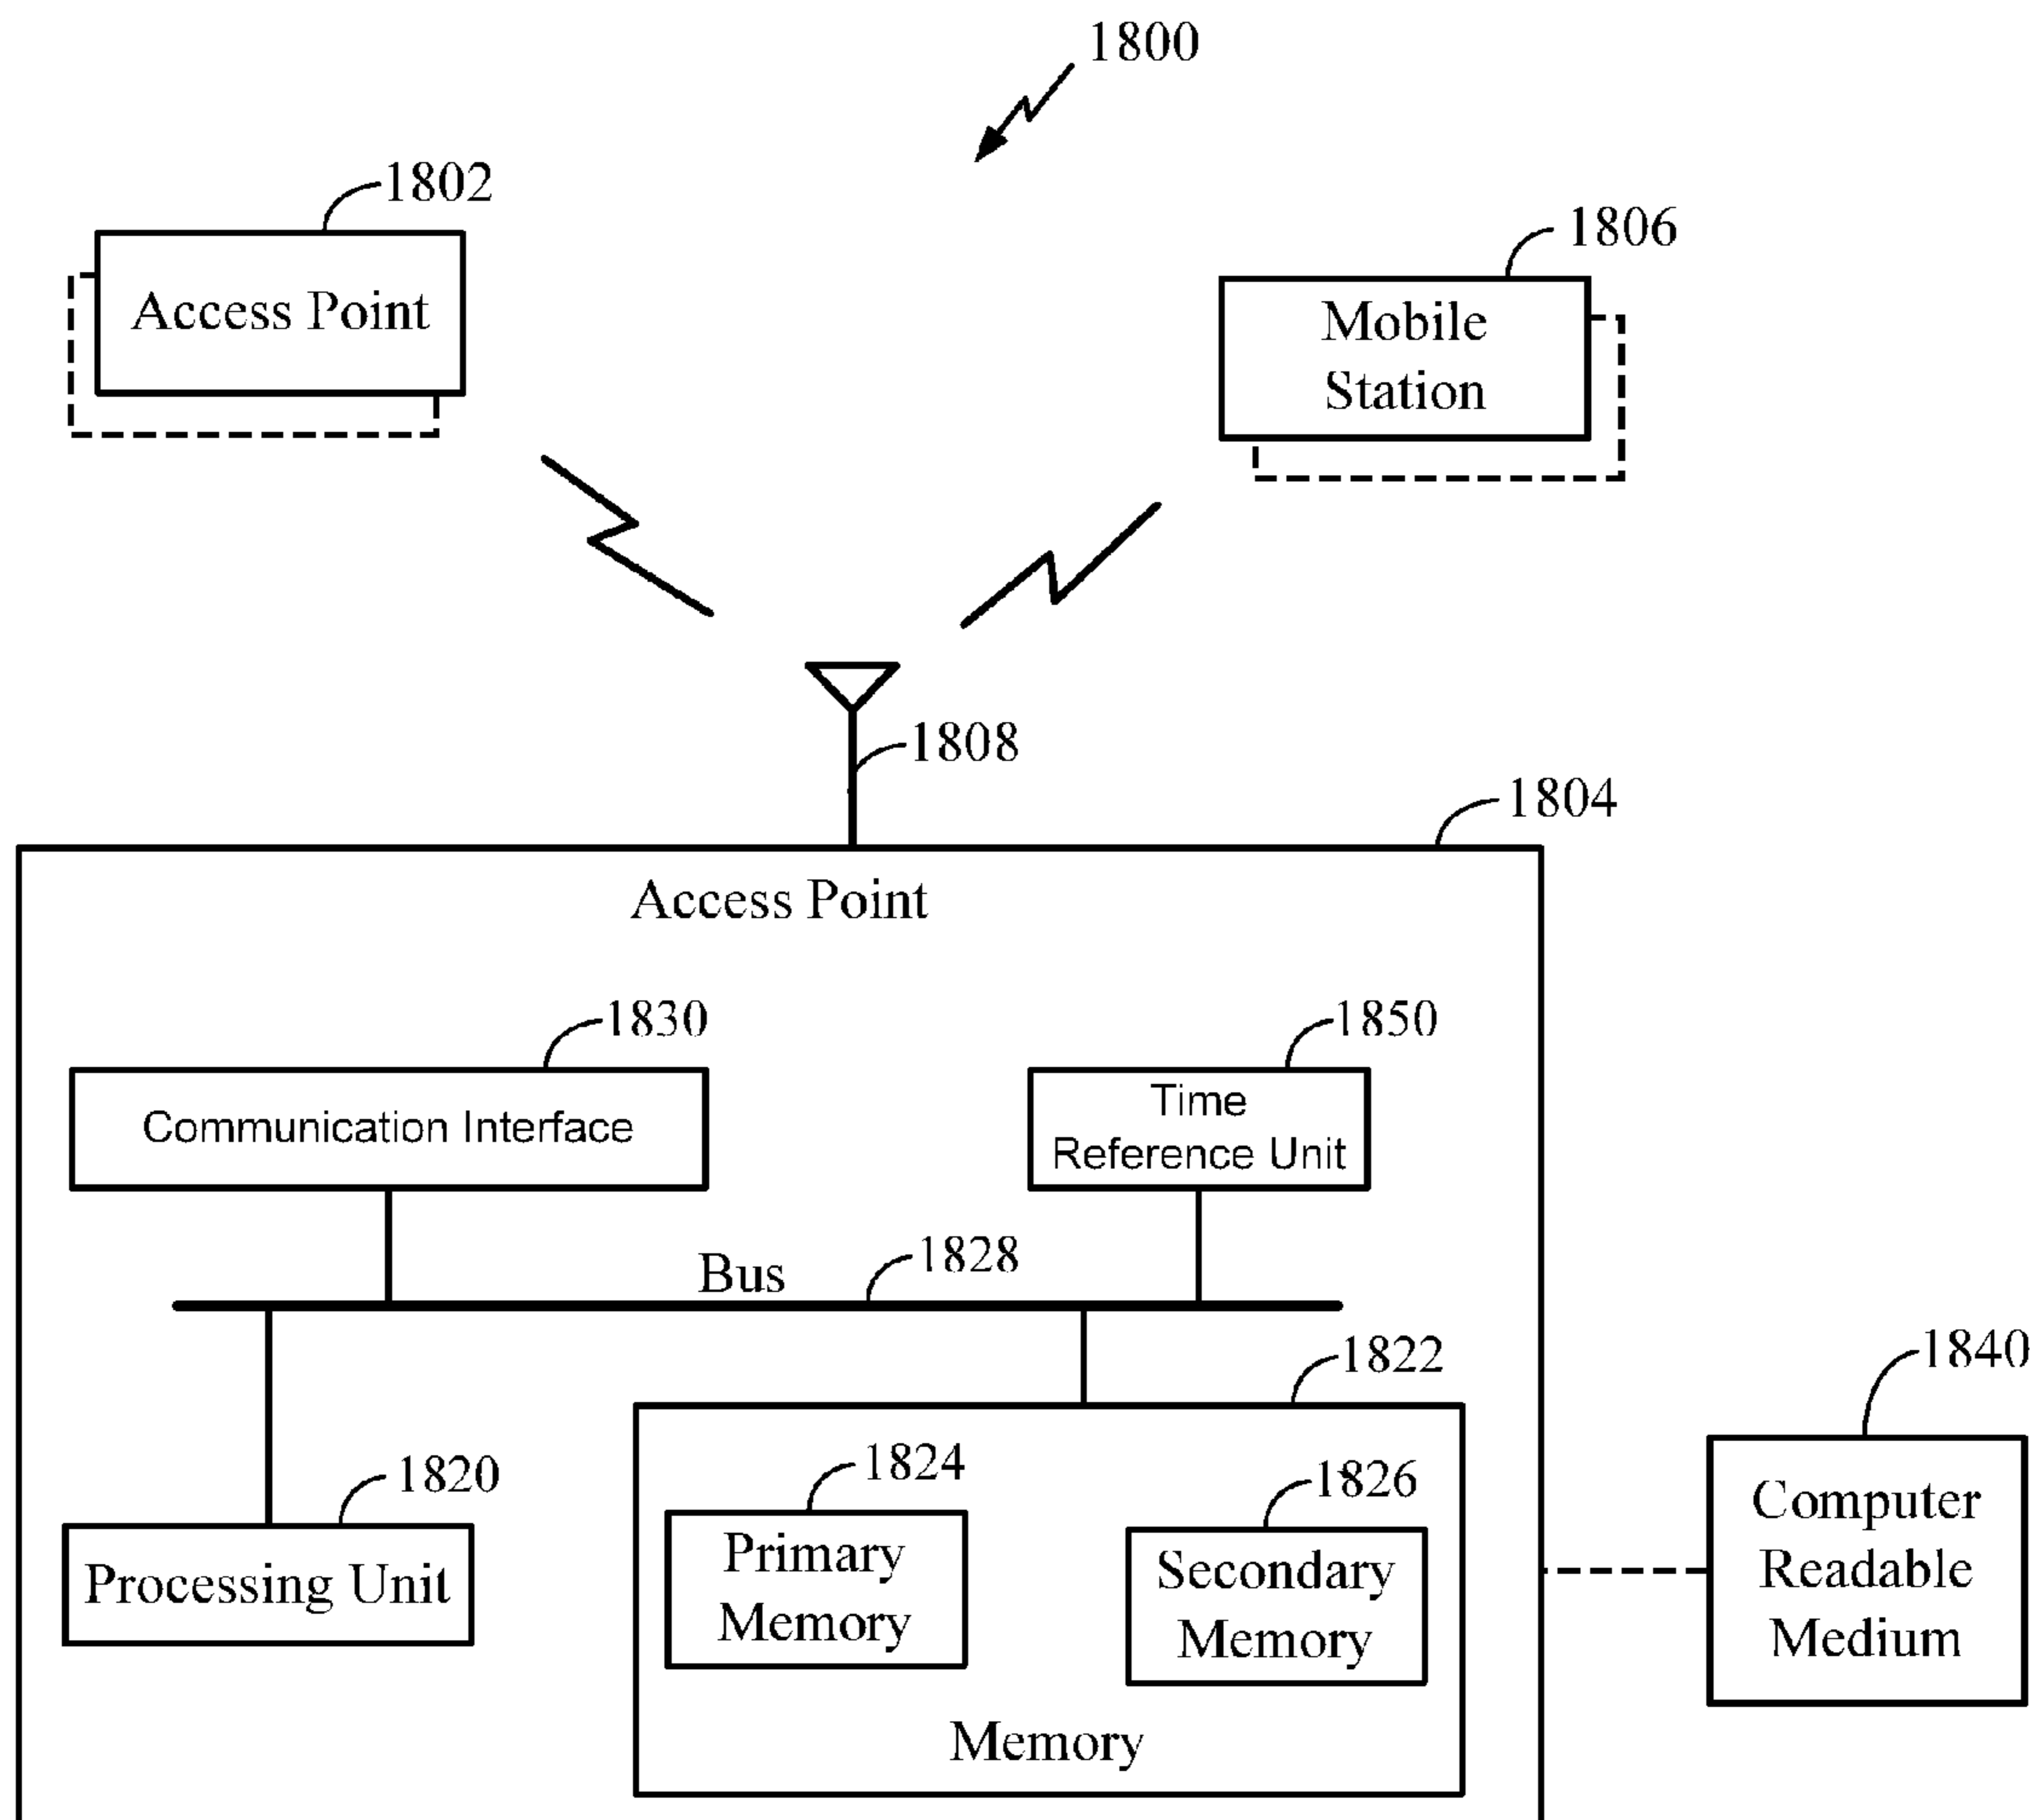 1800
1802
Access Point
1806
Mobile
Station
1808
1804
Access Point
1830
Communication Interface
1850
Time
Reference Unit
Bus
1828
1822
1840
1820
Processing Unit
1824
Primary
Memory
1826
Secondary
Memory
Memory
Computer
Readable
Medium